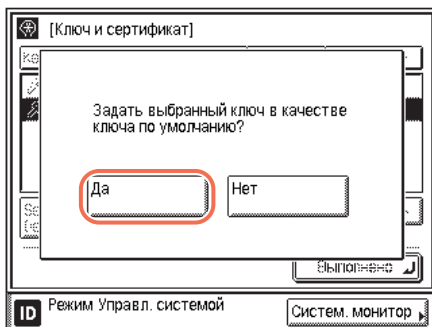 [Ключ и сертификат]
Задать выбранный ключ в качестве
ключа по умолчанию?
Да
Нет
Выполнено
ID
Режим Управл. системой
Систем. монитор